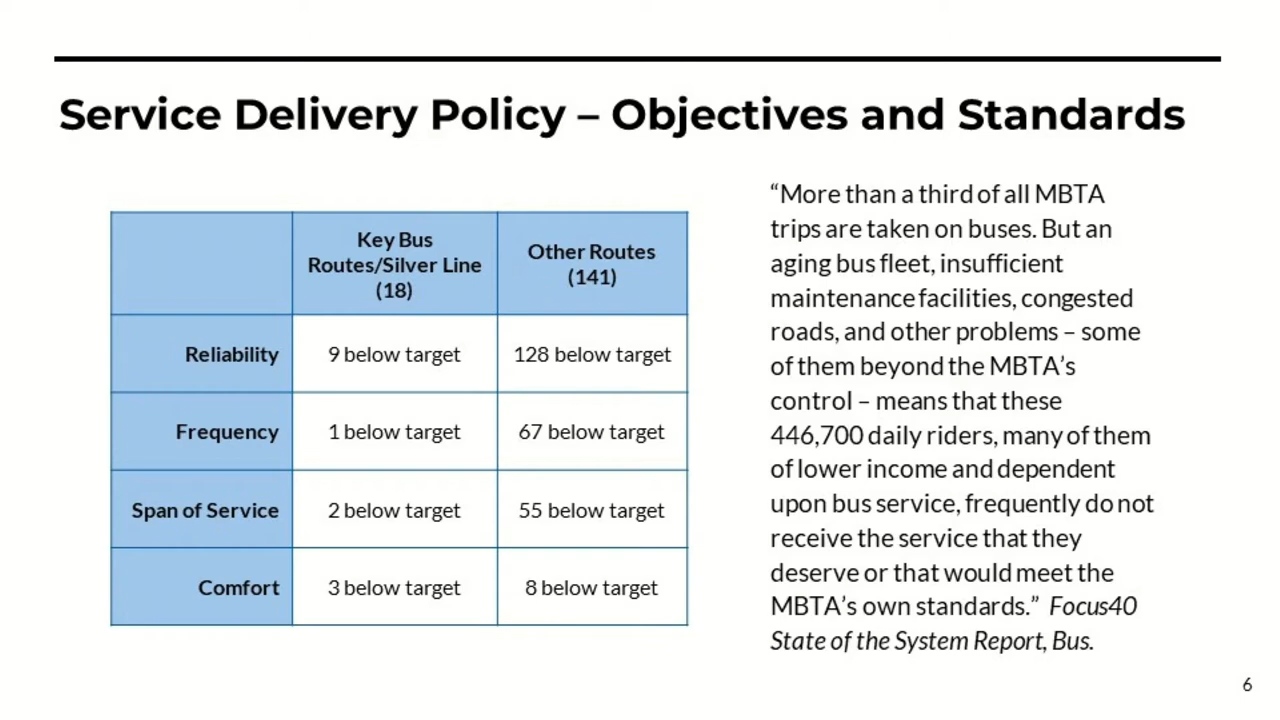 Service Delivery Policy – Objectives and Standards
Key Bus
Routes/Silver Line
(18)
Other Routes
(141)
Reliability
9 below target
128 below target
Frequency
1 below target
67 below target
Span of Service
2 below target
55 below target
Comfort
3 below target
8 below target
“More than a third of all MBTA
trips are taken on buses. But an
aging bus fleet, insufficient
maintenance facilities, congested
roads, and other problems – some
of them beyond the MBTA’s
control – means that these
446,700 daily riders, many of them
of lower income and dependent
upon bus service, frequently do not
receive the service that they
deserve or that would meet the
MBTA’s own standards.” Focus40
State of the System Report, Bus.
6